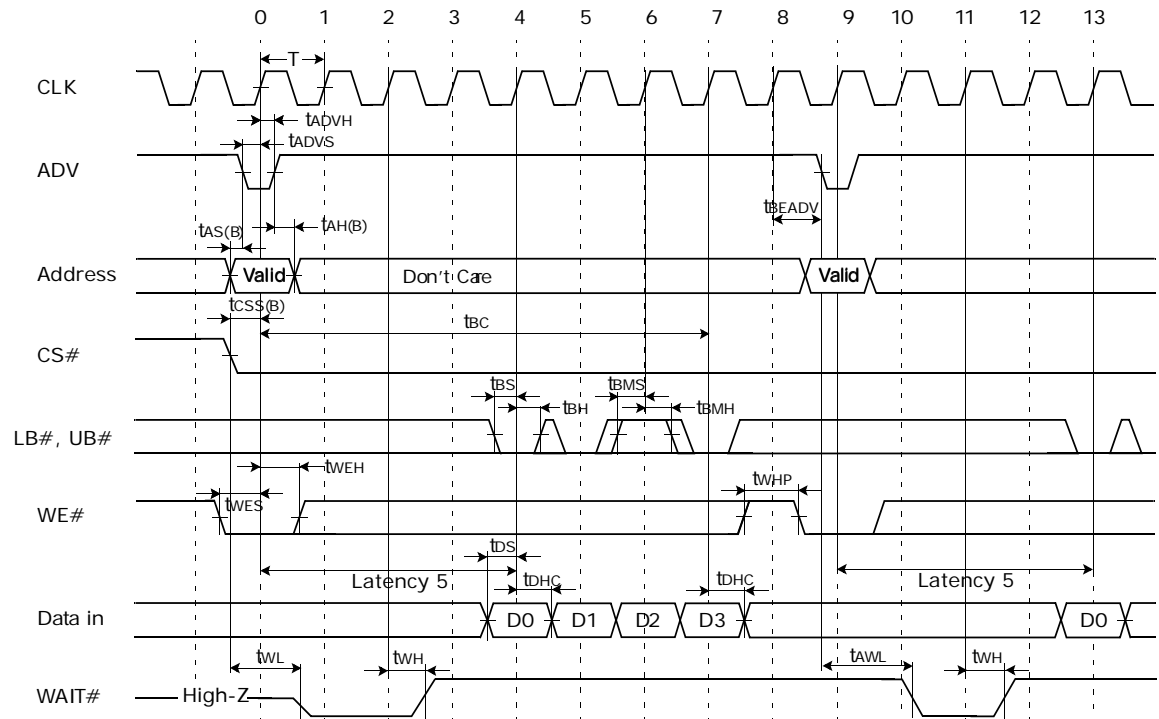 0 1 2 3 4 5 6 7 8 9 10 11 12 13
T
CLK
tADVH
tADVS
ADV
tBEADV
tAH(B)
tAS(B)
Address
Valid
Don't Care
Valid
tCSS(B)
tBC
CS#
tBS
tBMS
tBH
tBMH
LB#, UB#
tWEH
tWHP
tWES
WE#
tDS
Latency 5
Latency 5
tDHC
tDHC
Data in
D0 D1 D2 D3
D0
tWL
tWH
tAWL
tWH
WAIT#
High-Z